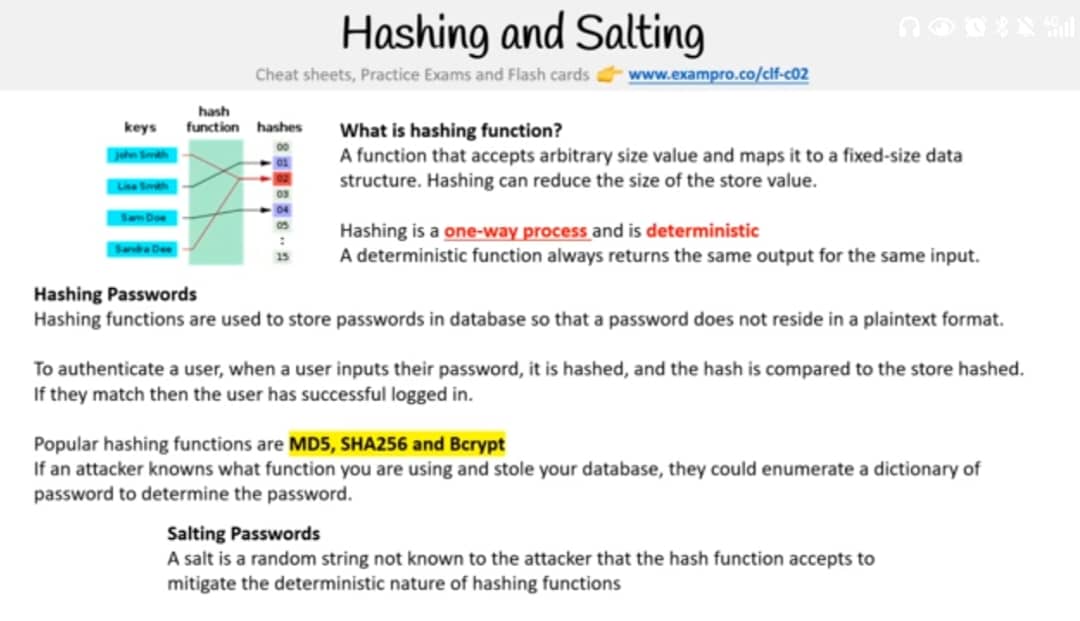 Hashing and Salting
Cheat sheets, Practice Exams and Flash cards 👉 www.exampro.co/clf-c02
hash
keys function hashes
John Smith
Lisa Smith
Sam Doe
Sandra Dee
00
01
02
03
04
05
:
15
What is hashing function?
A function that accepts arbitrary size value and maps it to a fixed-size data
structure. Hashing can reduce the size of the store value.
Hashing is a one-way process and is deterministic
A deterministic function always returns the same output for the same input.
Hashing Passwords
Hashing functions are used to store passwords in database so that a password does not reside in a plaintext format.
To authenticate a user, when a user inputs their password, it is hashed, and the hash is compared to the store hashed.
If they match then the user has successful logged in.
Popular hashing functions are MD5, SHA256 and Bcrypt
If an attacker knowns what function you are using and stole your database, they could enumerate a dictionary of
password to determine the password.
Salting Passwords
A salt is a random string not known to the attacker that the hash function accepts to
mitigate the deterministic nature of hashing functions